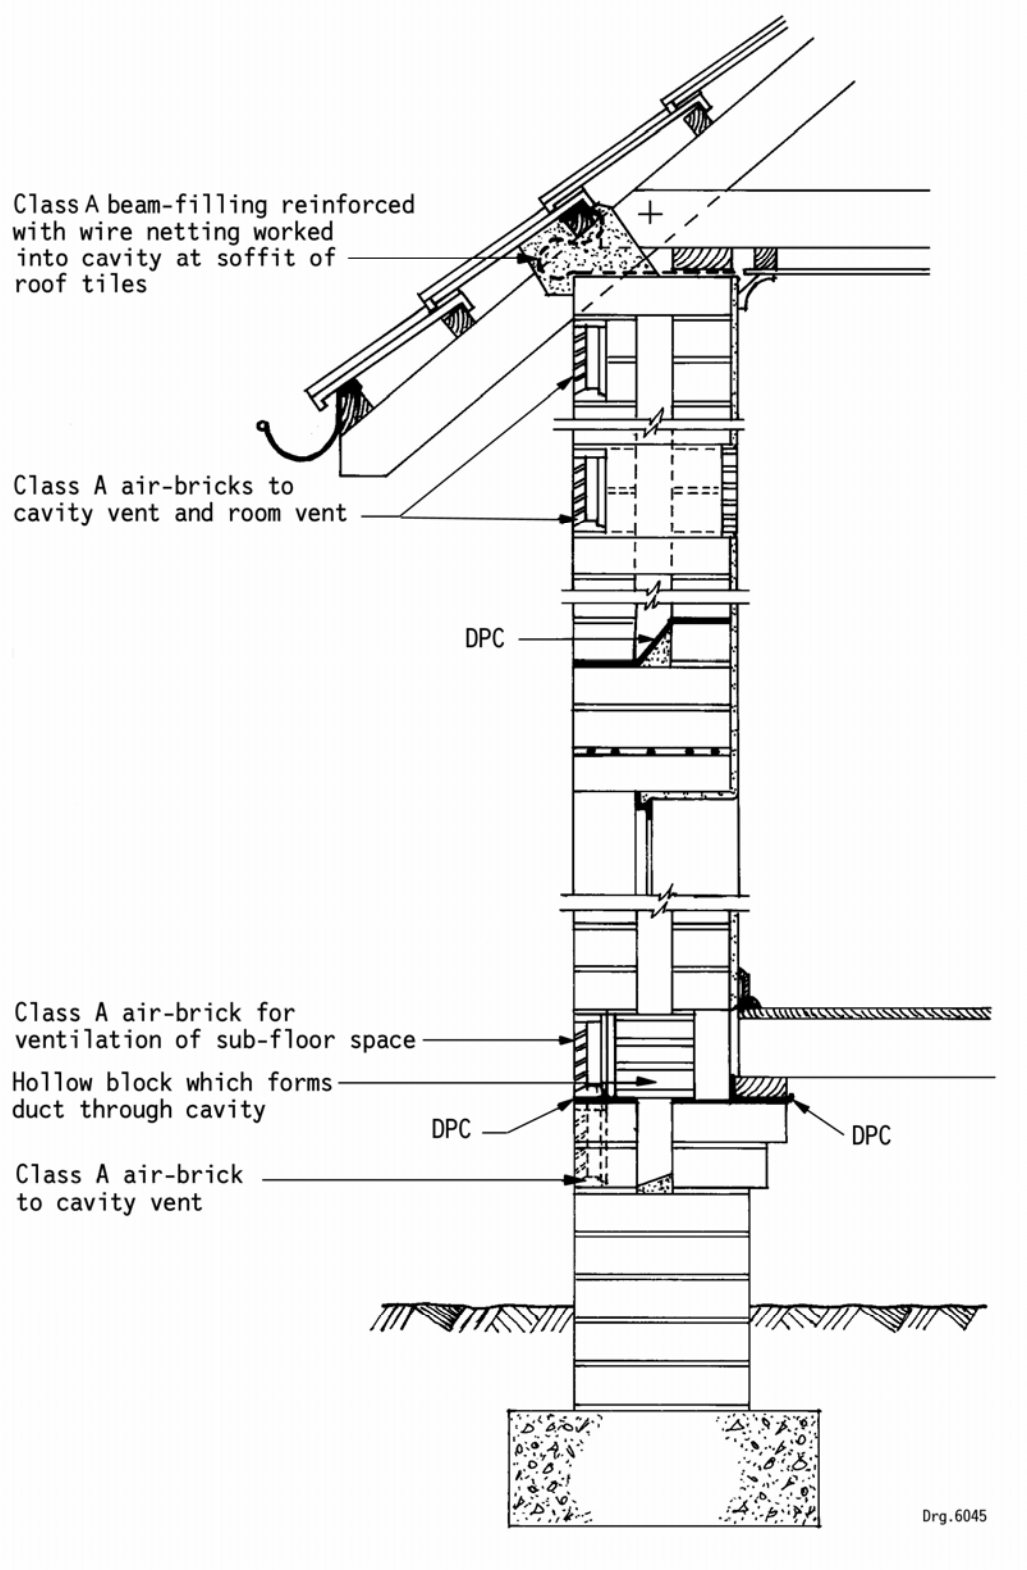 Class A beam-filling reinforced
with wire netting worked
into cavity at soffit of
roof tiles
Class A air-bricks to
cavity vent and room vent
DPC
Class A air-brick for
ventilation of sub-floor space
Hollow block which forms
duct through cavity
DPC
DPC
Class A air-brick
to cavity vent
Drg.6045